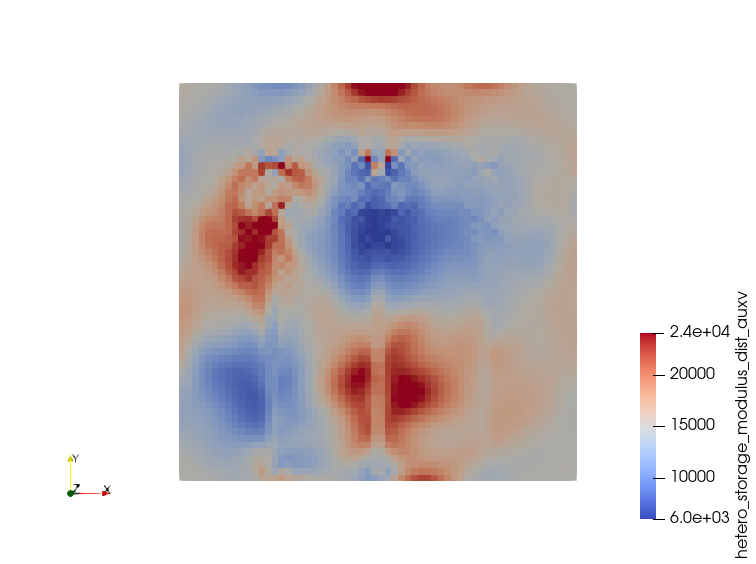 2.4e+04
20000
15000
10000
6.0e+03
hetero_storage_modulus_dist_auxv
Y
Z
X